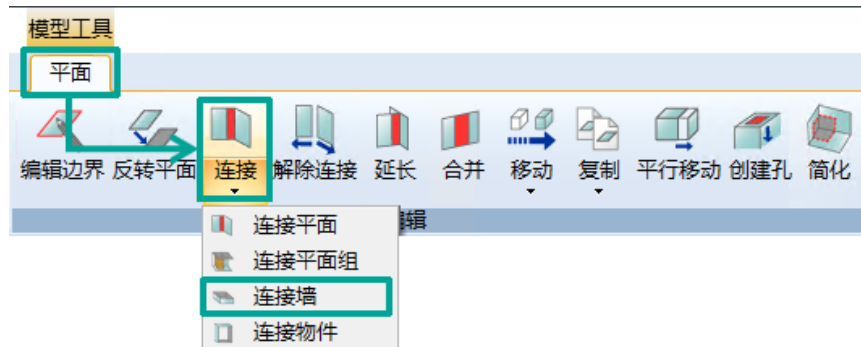 模型工具
平面
编辑边界 反转平面 连接 解除连接 延长 合并 移动 复制 平行移动 创建孔 简化
辑
连接平面
连接平面组
连接墙
连接物件